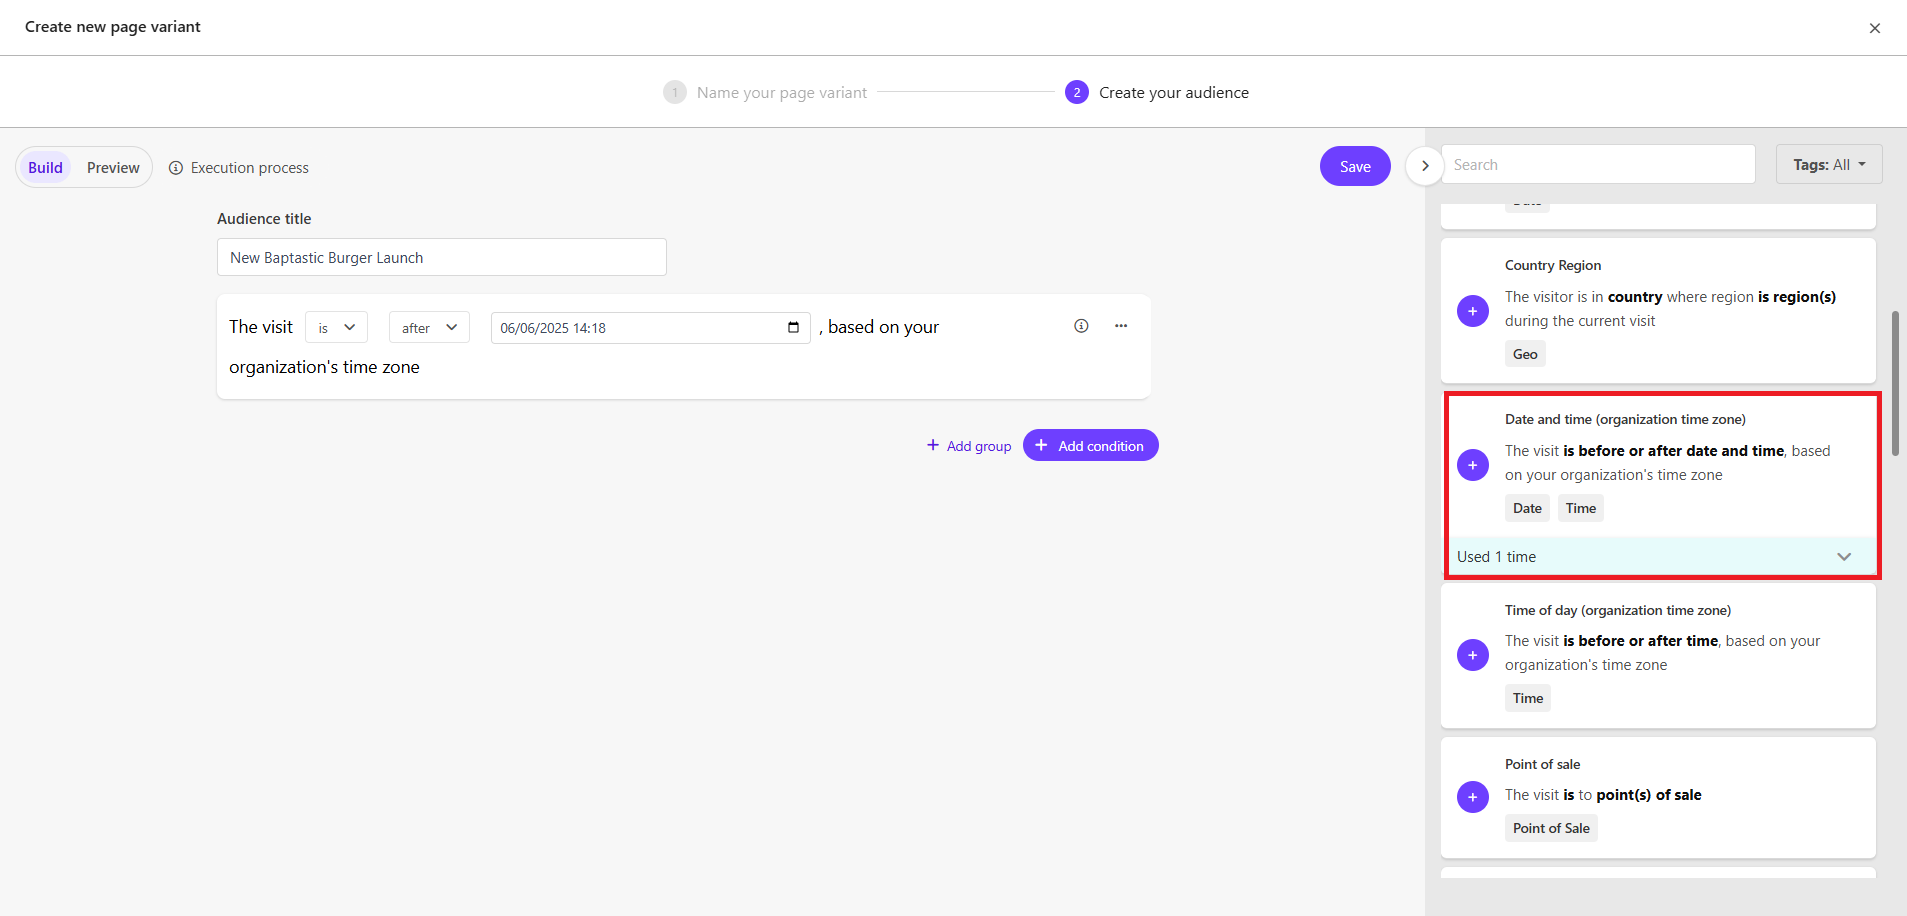 Create new page variant
1 Name your page variant
2 Create your audience
Build Preview Execution process
Save
Search
Tags: All
Audience title
New Baptastic Burger Launch
The visit is after 06/06/2025 14:18 , based on your
organization's time zone
+ Add group + Add condition
Country Region
The visitor is in country where region is region(s)
during the current visit
Geo
Date and time (organization time zone)
The visit is before or after date and time, based
on your organization's time zone
Date Time
Used 1 time
Time of day (organization time zone)
The visit is before or after time, based on your
organization's time zone
Time
Point of sale
The visit is to point(s) of sale
Point of Sale